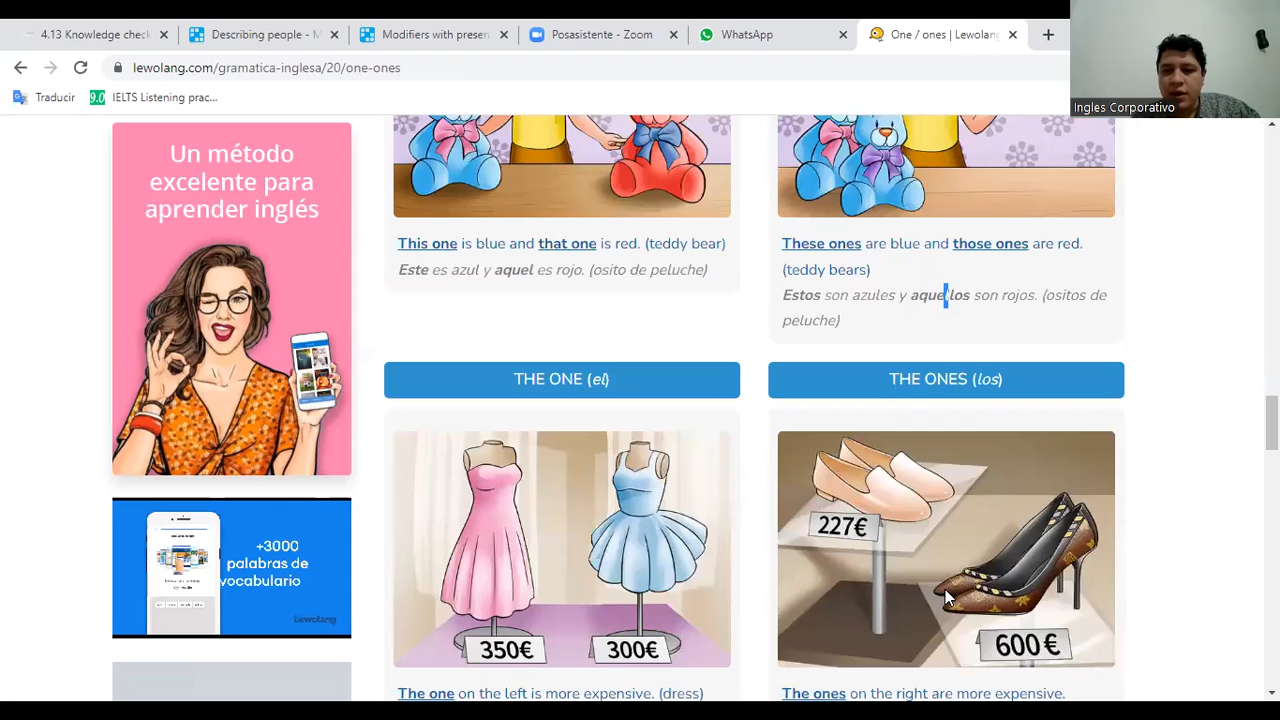 4.13 Knowledge check
Describing people - M
Modifiers with presen
Posasistente - Zoom
WhatsApp
One / ones | Lewolang
lewolang.com/gramatica-inglesa/20/one-ones
Traducir
9.0 IELTS Listening prac...
Ingles Corporativo
Un método
excelente para
aprender inglés
+3000
palabras de
vocabulario
Lewolang
This one is blue and that one is red. (teddy bear)
Este es azul y aquel es rojo. (osito de peluche)
These ones are blue and those ones are red.
(teddy bears)
Estos son azules y aquellos son rojos. (ositos de
peluche)
THE ONE (el)
THE ONES (los)
350€
300€
227€
600€
The one on the left is more expensive. (dress)
The ones on the right are more expensive.